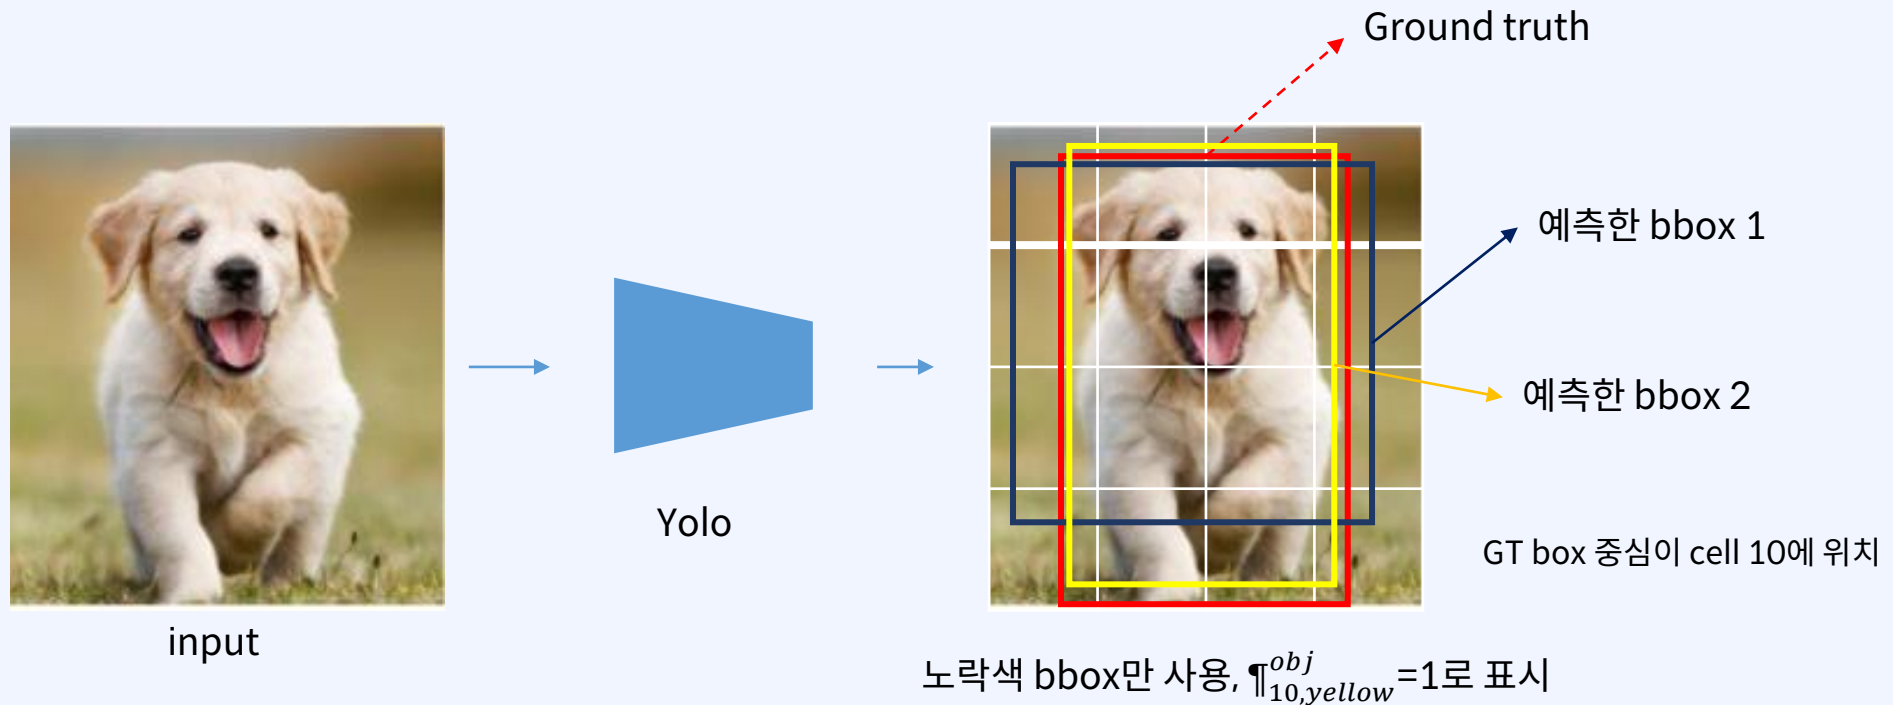 Ground truth
예측한 bbox 1
예측한 bbox 2
Yolo
GT box 중심이 cell 10에 위치
input
노락색 bbox만 사용, ¶^{obj}_{10,yellow}=1로 표시